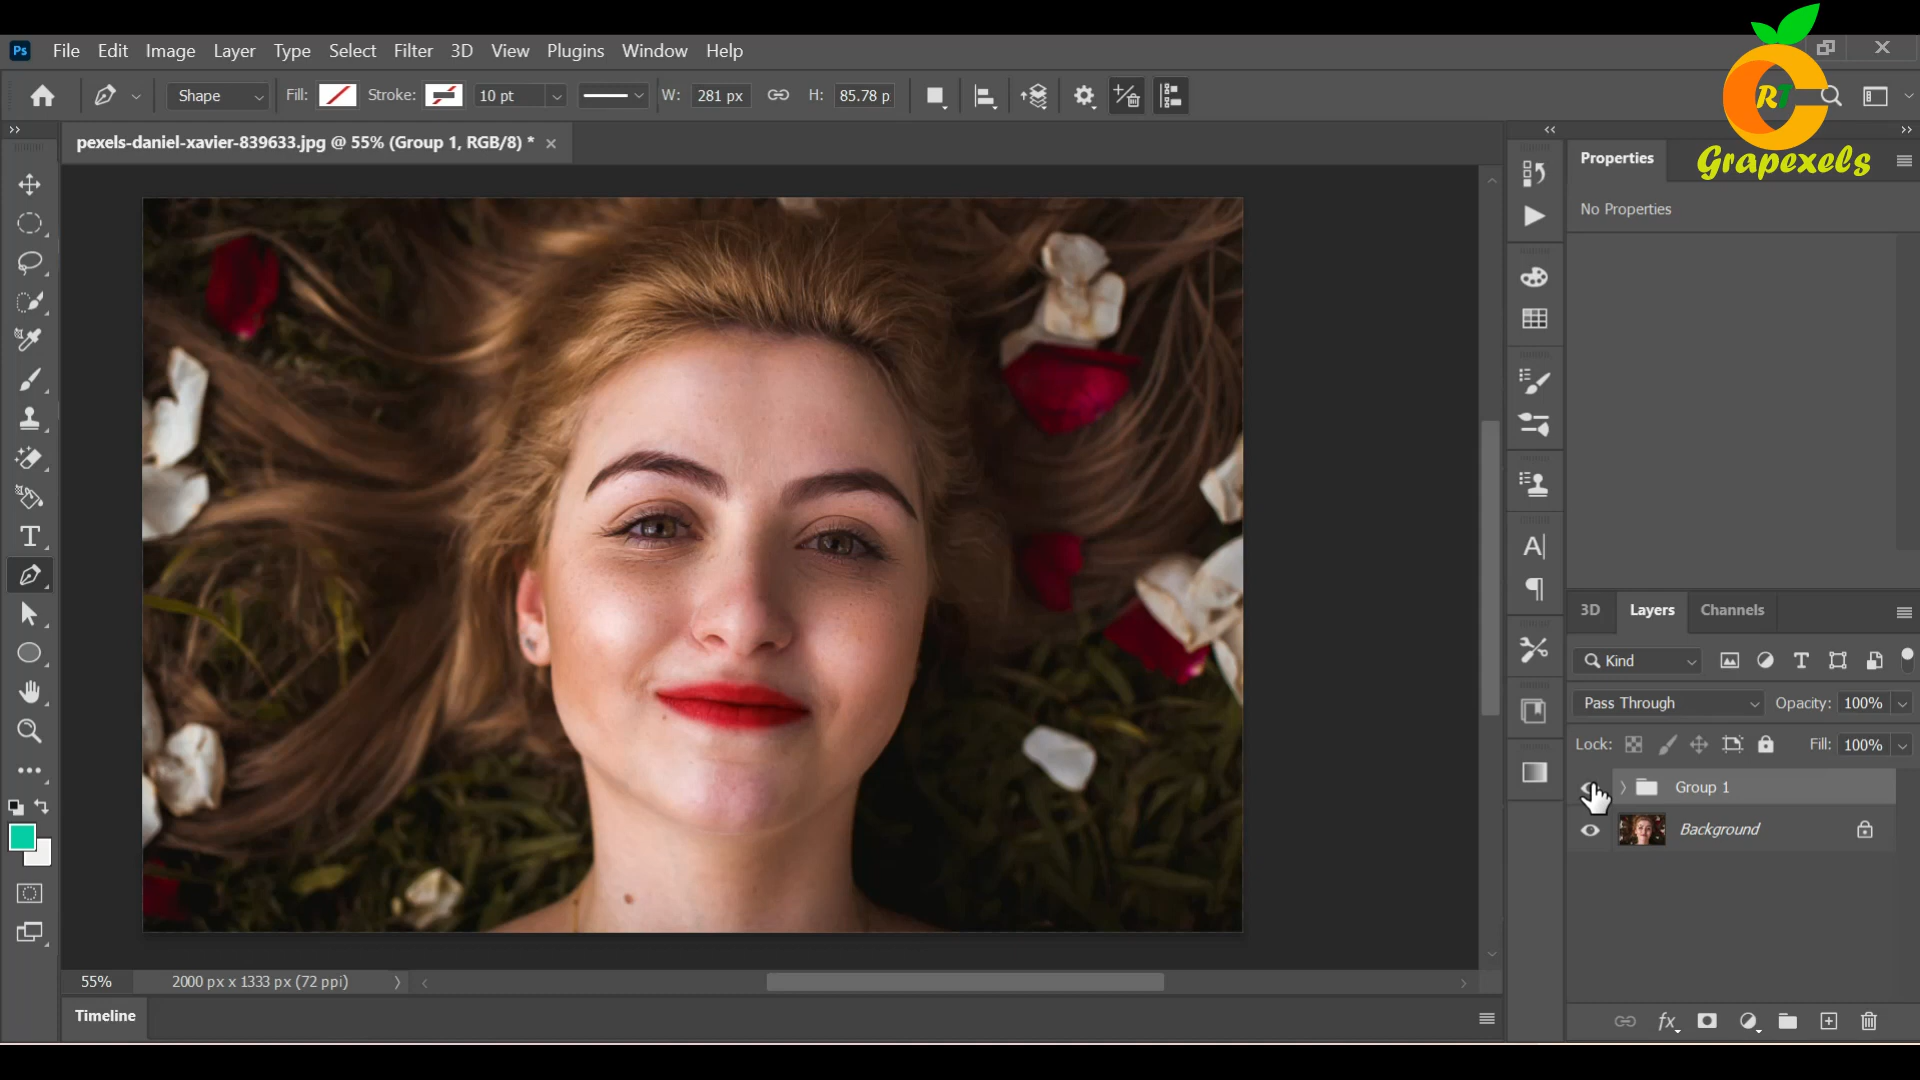 Ps File Edit Image Layer Type Select Filter 3D View Plugins Window Help
Shape Fill: Stroke: 10 pt W: 281 px H: 85.78 p
RT
Grapexels
pexels-daniel-xavier-839633.jpg @ 55% (Group 1, RGB/8) *
Properties
No Properties
3D Layers Channels
Kind
Pass Through Opacity: 100%
Lock: Fill: 100%
Group 1
Background
55% 2000 px x 1333 px (72 ppi)
Timeline
fx